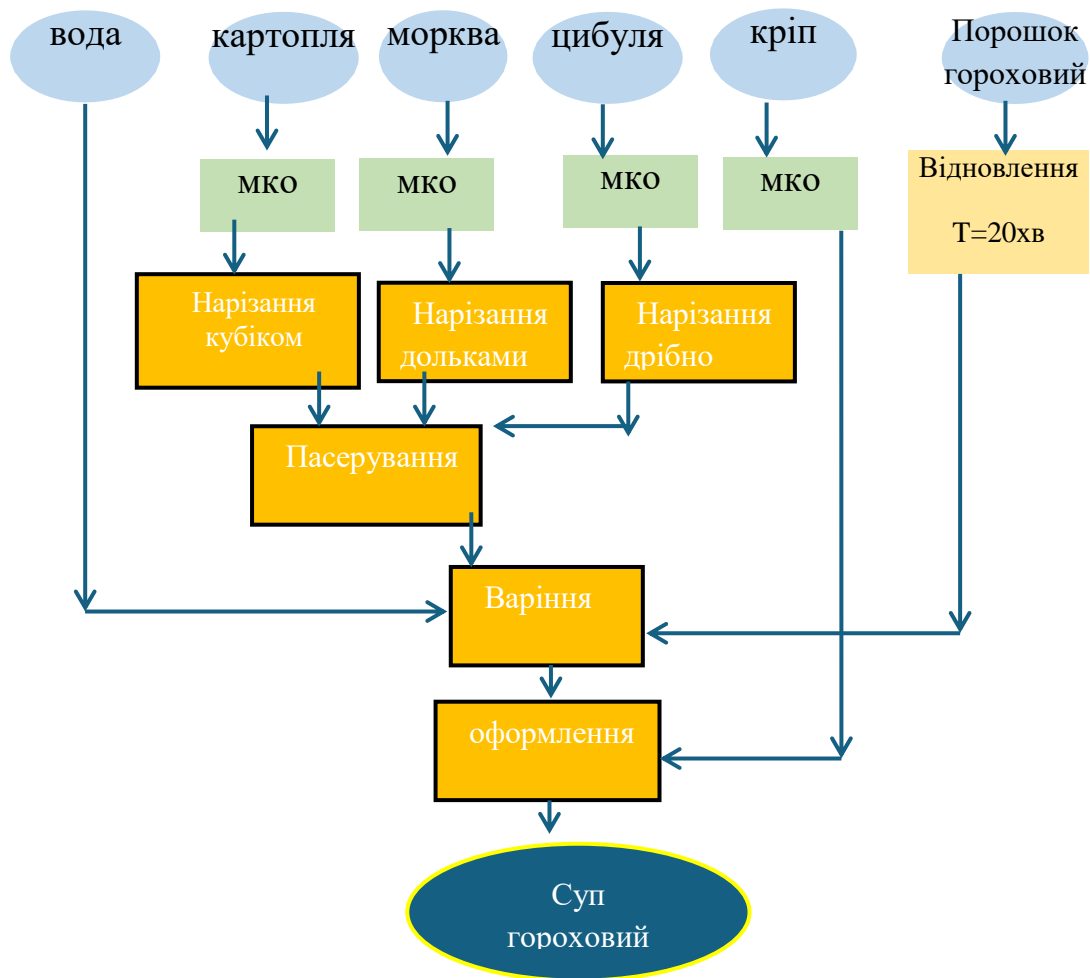 вода
картопля
морква
цибуля
кріп
Порошок
гороховий
мко
мко
мко
мко
Відновлення
Т=20хв
Нарізання
кубіком
Нарізання
дольками
Нарізання
дрібно
Пасерування
Варіння
оформлення
Суп
гороховий